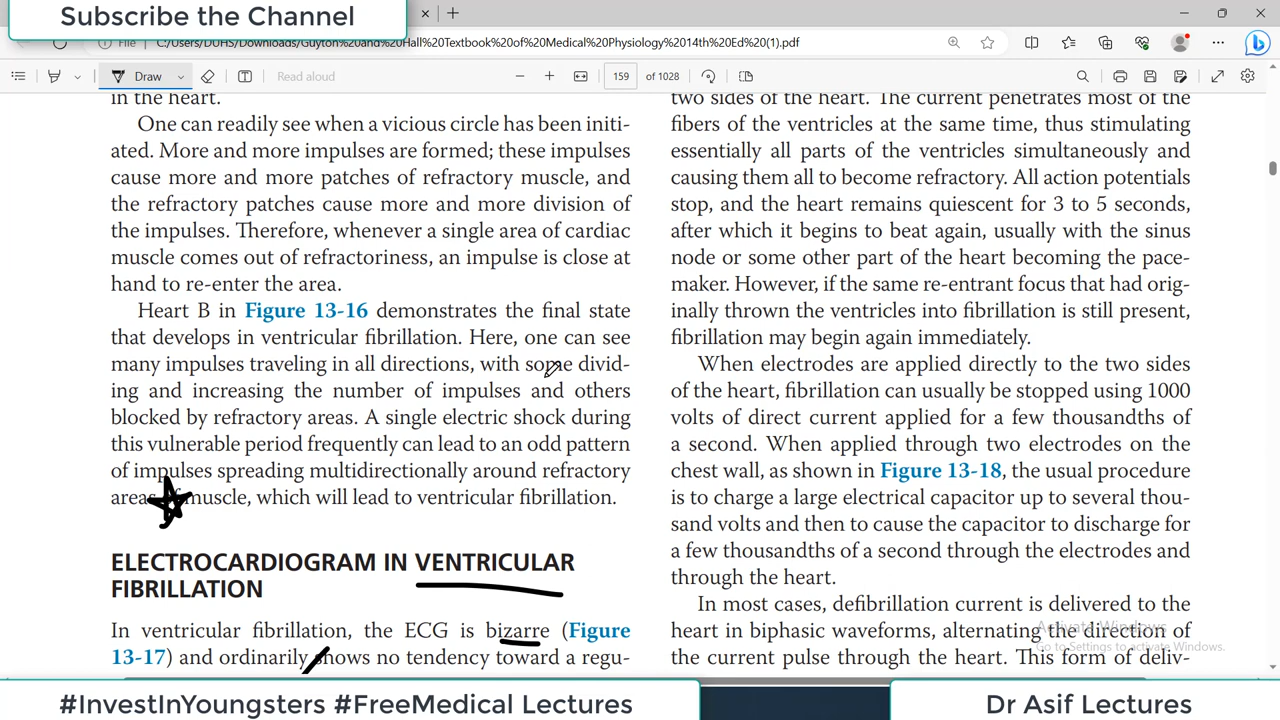 Subscribe the Channel
File
C:/Users/DUHS/Downloads/Guyton%20and%20Hall%20Textbook%20of%20Medical%20Physiology%2014th%20Ed%20(1).pdf
Draw
Read aloud
159
of 1028
in the heart.
One can readily see when a vicious circle has been initi-
ated. More and more impulses are formed; these impulses
cause more and more patches of refractory muscle, and
the refractory patches cause more and more division of
the impulses. Therefore, whenever a single area of cardiac
muscle comes out of refractoriness, an impulse is close at
hand to re-enter the area.
Heart B in Figure 13-16 demonstrates the final state
that develops in ventricular fibrillation. Here, one can see
many impulses traveling in all directions, with some divid-
ing and increasing the number of impulses and others
blocked by refractory areas. A single electric shock during
this vulnerable period frequently can lead to an odd pattern
of impulses spreading multidirectionally around refractory
areas of muscle, which will lead to ventricular fibrillation.
ELECTROCARDIOGRAM IN VENTRICULAR
FIBRILLATION
In ventricular fibrillation, the ECG is bizarre (Figure
13-17) and ordinarily shows no tendency toward a regu-
two sides of the heart. The current penetrates most of the
fibers of the ventricles at the same time, thus stimulating
essentially all parts of the ventricles simultaneously and
causing them all to become refractory. All action potentials
stop, and the heart remains quiescent for 3 to 5 seconds,
after which it begins to beat again, usually with the sinus
node or some other part of the heart becoming the pace-
maker. However, if the same re-entrant focus that had orig-
inally thrown the ventricles into fibrillation is still present,
fibrillation may begin again immediately.
When electrodes are applied directly to the two sides
of the heart, fibrillation can usually be stopped using 1000
volts of direct current applied for a few thousandths of
a second. When applied through two electrodes on the
chest wall, as shown in Figure 13-18, the usual procedure
is to charge a large electrical capacitor up to several thou-
sand volts and then to cause the capacitor to discharge for
a few thousandths of a second through the electrodes and
through the heart.
In most cases, defibrillation current is delivered to the
heart in biphasic waveforms, alternating the direction of
the current pulse through the heart. This form of deliv-
Activate Windows
Go to Settings to activate Windows.
#InvestInYoungsters #FreeMedical Lectures
Dr Asif Lectures